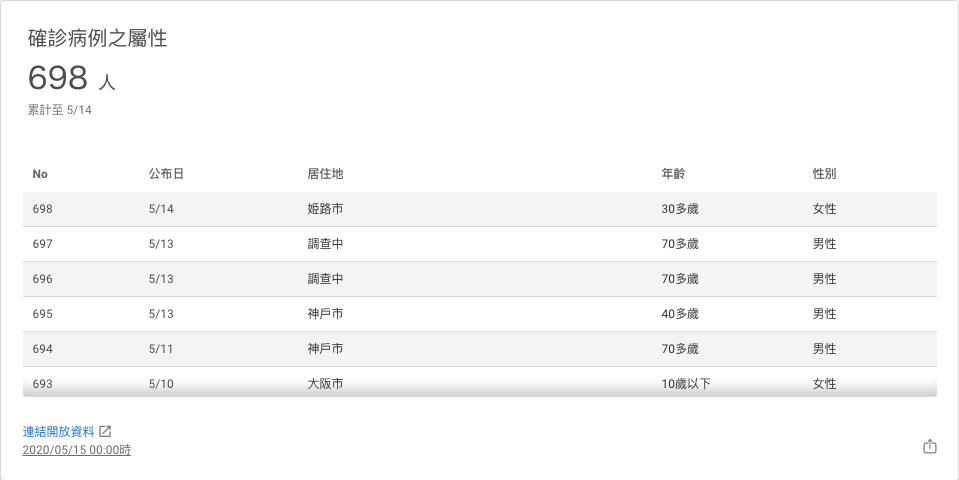 確診病例之屬性
698 人
累計至 5/14
No 公布日 居住地 年齡 性別
698 5/14 姫路市 30多歲 女性
697 5/13 調查中 70多歲 男性
696 5/13 調查中 70多歲 男性
695 5/13 神戶市 40多歲 男性
694 5/11 神戶市 70多歲 男性
693 5/10 大阪市 10歲以下 女性
連結開放資料
2020/05/15 00:00時